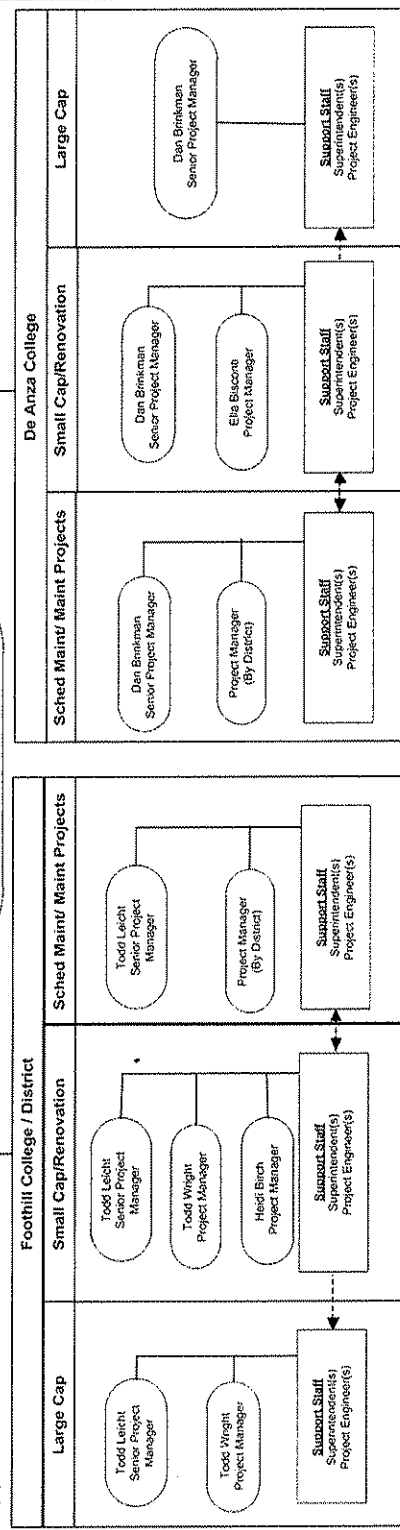 Foothill College / District
Large Cap
Todd Leicht
Senior Project
Manager
Todd Wright
Project Manager
Support Staff
Superintendent(s)
Project Engineer(s)
Small Cap/Renovation
Todd Leicht
Senior Project
Manager
Todd Wright
Project Manager
Heidi Birch
Project Manager
Support Staff
Superintendent(s)
Project Engineer(s)
Sched Maint/ Maint Projects
Todd Leicht
Senior Project
Manager
Project Manager
(By District)
Support Staff
Superintendent(s)
Project Engineer(s)
De Anza College
Sched Maint/ Maint Projects
Dan Brinkman
Senior Project Manager
Project Manager
(By District)
Support Staff
Superintendent(s)
Project Engineer(s)
Small Cap/Renovation
Dan Brinkman
Senior Project Manager
Ella Bisconti
Project Manager
Support Staff
Superintendent(s)
Project Engineer(s)
Large Cap
Dan Brinkman
Senior Project Manager
Support Staff
Superintendent(s)
Project Engineer(s)